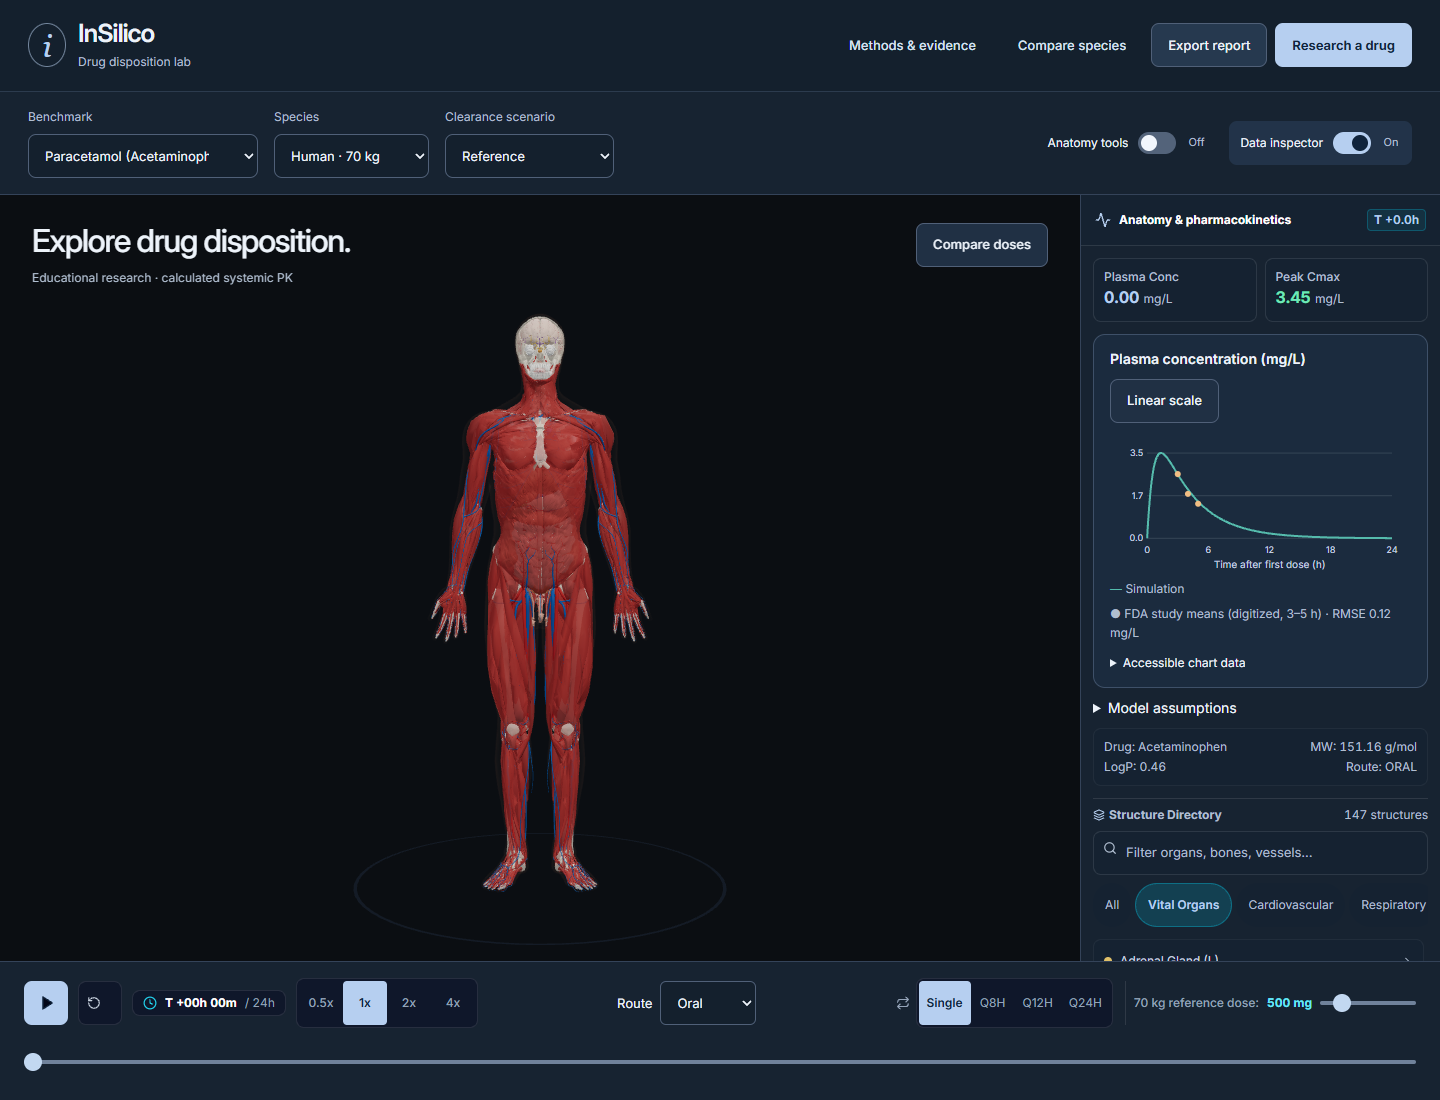 i
InSilico
Drug disposition lab
Methods & evidence
Compare species
Export report
Research a drug
Benchmark
Species
Clearance scenario
Paracetamol (Acetaminoph
Human · 70 kg
Reference
Anatomy tools
Off
Data inspector
On
Explore drug disposition.
Educational research · calculated systemic PK
Compare doses
Anatomy & pharmacokinetics
T +0.0h
Plasma Conc
0.00 mg/L
Peak Cmax
3.45 mg/L
Plasma concentration (mg/L)
Linear scale
3.5
1.7
0.0
0 6 12 18 24
Time after first dose (h)
— Simulation
● FDA study means (digitized, 3–5 h) · RMSE 0.12
mg/L
▶ Accessible chart data
▶ Model assumptions
Drug: Acetaminophen
MW: 151.16 g/mol
LogP: 0.46
Route: ORAL
Structure Directory
147 structures
Filter organs, bones, vessels...
All
Vital Organs
Cardiovascular
Respiratory
Adrenal Gland (L)
T +00h 00m / 24h
0.5x 1x 2x 4x
Route
Oral
Single Q8H Q12H Q24H
70 kg reference dose: 500 mg